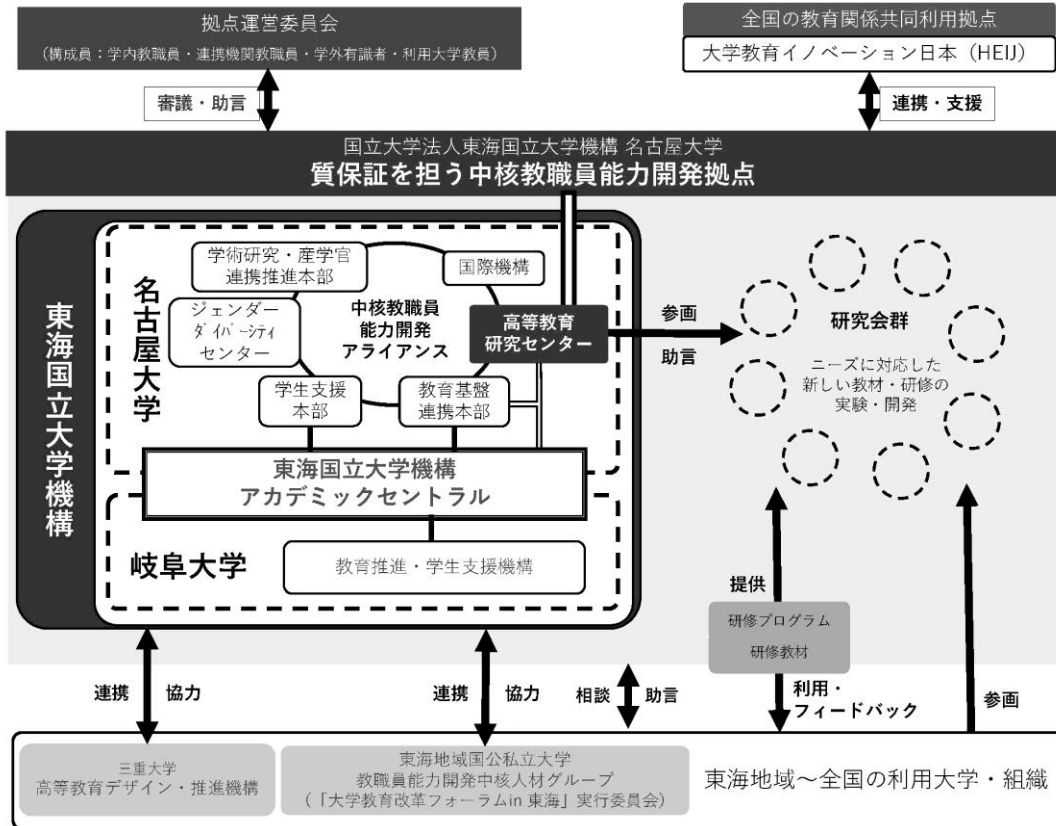 拠点運営委員会
(構成員:学内教職員・連携機関教職員・学外有識者・利用大学教員)
審議・助言
全国の教育関係共同利用拠点
大学教育イノベーション日本(HEIJ)
連携・支援
国立大学法人東海国立大学機構 名古屋大学
質保証を担う中核教職員能力開発拠点
東海国立大学機構
名古屋大学
学術研究・産学官
連携推進本部
国際機構
ジェンダー
ダイバーシティ
センター
中核教職員
能力開発
アライアンス
高等教育
研究センター
学生支援
本部
教育基盤
連携本部
東海国立大学機構
アカデミックセントラル
岐阜大学
教育推進・学生支援機構
参画
助言
研究会群
ニーズに対応した
新しい教材・研修の
実験・開発
提供
研修プログラム
研修教材
利用・
フィードバック
参画
連携 協力
連携 協力
相談 助言
三重大学
高等教育デザイン・推進機構
東海地域国公私立大学
教職員能力開発中核人材グループ
(「大学教育改革フォーラムin 東海」実行委員会)
東海地域~全国の利用大学・組織